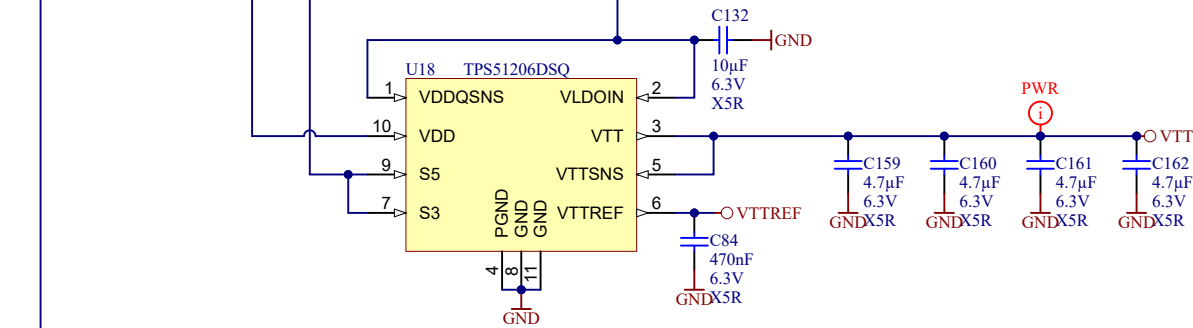 C132
GND
10µF
6.3V
X5R
U18 TPS51206DSQ
PWR
i
1 VDDQSNS VLDOIN 2
10 VDD VTT 3
VTT
9 S5 VTTSNS 5
7 S3 VTTREF 6
VTTREF
PGND
GND
GND
4
8
11
GND
C84
470nF
6.3V
X5R
GND
C159
4.7µF
6.3V
X5R
GND
C160
4.7µF
6.3V
X5R
GND
C161
4.7µF
6.3V
X5R
GND
C162
4.7µF
6.3V
X5R
GND